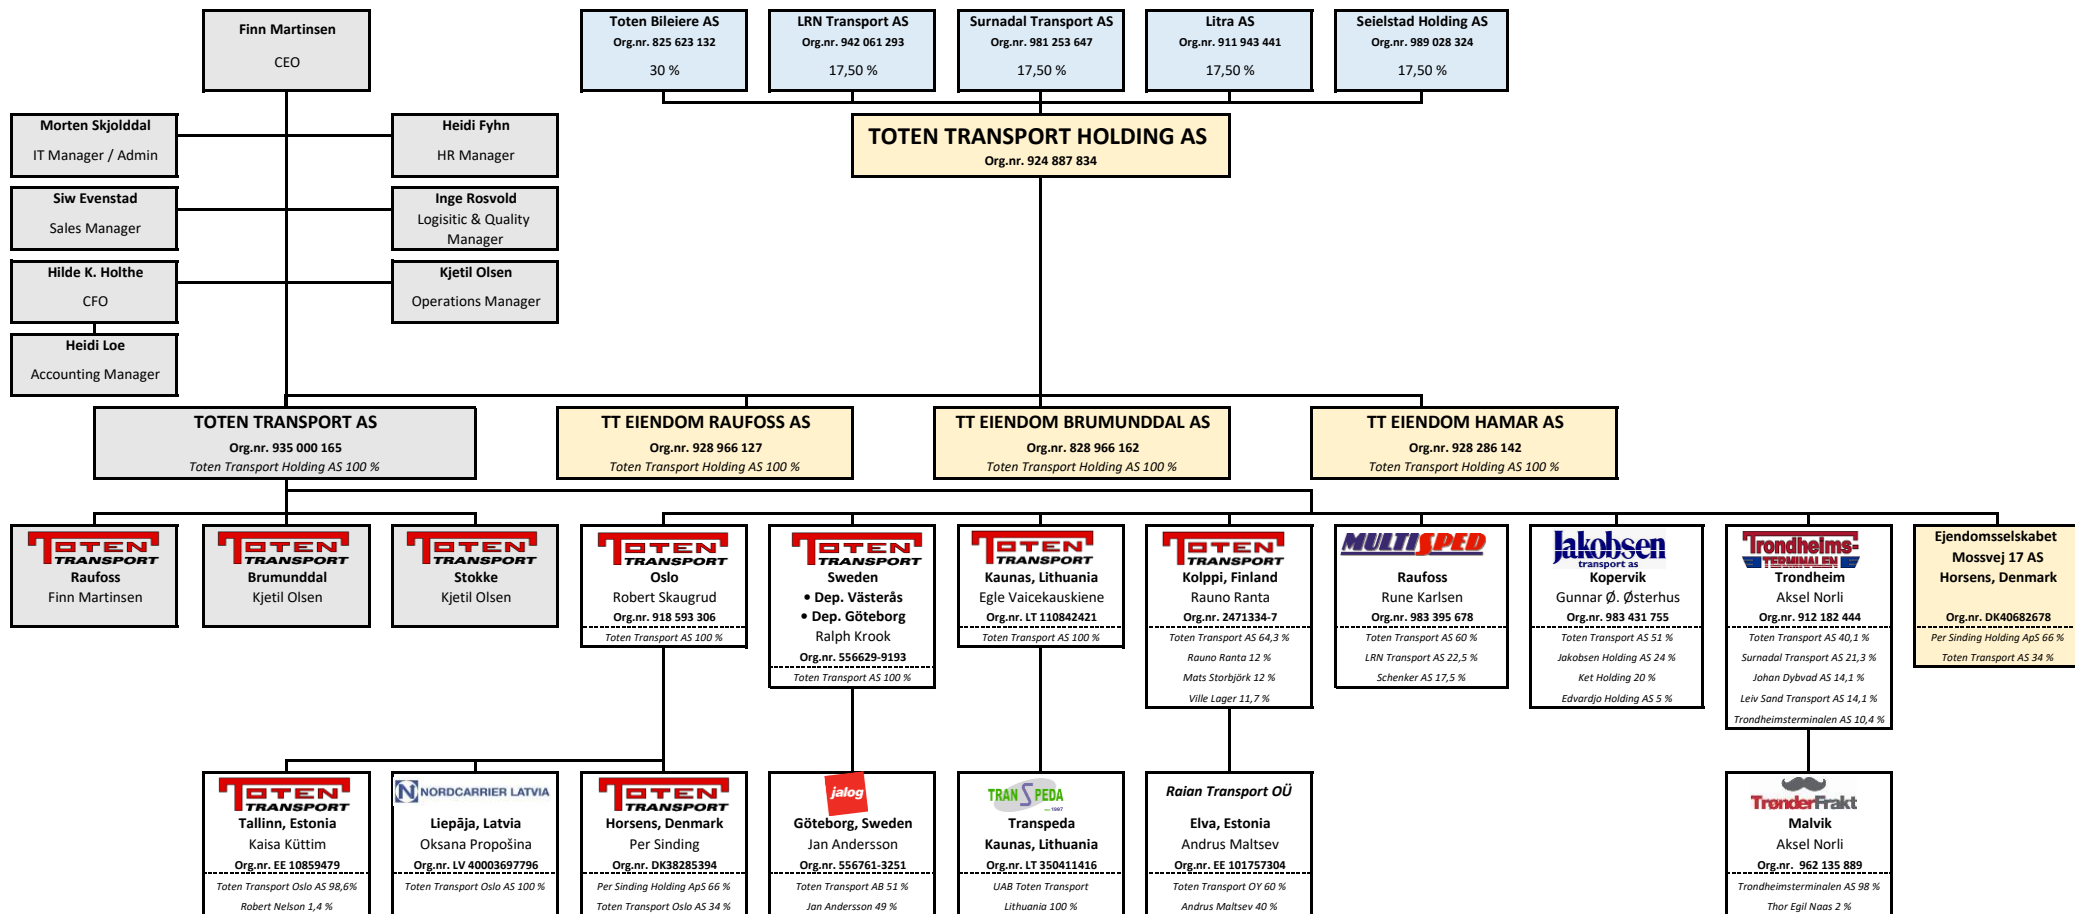 Finn Martinsen
CEO
Toten Bileiere AS
Org.nr. 825 623 132
30 %
LRN Transport AS
Org.nr. 942 061 293
17,50 %
Surnadal Transport AS
Org.nr. 981 253 647
17,50 %
Litra AS
Org.nr. 911 943 441
17,50 %
Seielstad Holding AS
Org.nr. 989 028 324
17,50 %
Morten Skjolddal
IT Manager / Admin
Heidi Fyhn
HR Manager
TOTEN TRANSPORT HOLDING AS
Org.nr. 924 887 834
Siw Evenstad
Sales Manager
Inge Rosvold
Logisitic & Quality
Manager
Hilde K. Holthe
CFO
Kjetil Olsen
Operations Manager
Heidi Loe
Accounting Manager
TOTEN TRANSPORT AS
Org.nr. 935 000 165
Toten Transport Holding AS 100 %
TT EIENDOM RAUFOSS AS
Org.nr. 928 966 127
Toten Transport Holding AS 100 %
TT EIENDOM BRUMUNDDAL AS
Org.nr. 828 966 162
Toten Transport Holding AS 100 %
TT EIENDOM HAMAR AS
Org.nr. 928 286 142
Toten Transport Holding AS 100 %
TOTEN
TRANSPORT
Raufoss
Finn Martinsen
TOTEN
TRANSPORT
Brumunddal
Kjetil Olsen
TOTEN
TRANSPORT
Stokke
Kjetil Olsen
TOTEN
TRANSPORT
Oslo
Robert Skaugrud
Org.nr. 918 593 306
Toten Transport AS 100 %
TOTEN
TRANSPORT
Sweden
• Dep. Västerås
• Dep. Göteborg
Ralph Krook
Org.nr. 556629-9193
Toten Transport AS 100 %
TOTEN
TRANSPORT
Kaunas, Lithuania
Egle Vaicekauskiene
Org.nr. LT 110842421
Toten Transport AS 100 %
TOTEN
TRANSPORT
Kolppi, Finland
Rauno Ranta
Org.nr. 2471334-7
Toten Transport AS 64,3 %
Rauno Ranta 12 %
Mats Storbjörk 12 %
Ville Lager 11,7 %
MULTISPED
Raufoss
Rune Karlsen
Org.nr. 983 395 678
Toten Transport AS 60 %
LRN Transport AS 22,5 %
Schenker AS 17,5 %
Jakobsen
transport as
Kopervik
Gunnar Ø. Østerhus
Org.nr. 983 431 755
Toten Transport AS 51 %
Jakobsen Holding AS 24 %
Ket Holding 20 %
Edvardjo Holding AS 5 %
Trondheims-
TERMINALEN
Trondheim
Aksel Norli
Org.nr. 912 182 444
Toten Transport AS 40,1 %
Surnadal Transport AS 21,3 %
Johan Dybvad AS 14,1 %
Leiv Sand Transport AS 14,1 %
Trondheimsterminalen AS 10,4 %
Ejendomsselskabet
Mossvej 17 AS
Horsens, Denmark
Org.nr. DK40682678
Per Sinding Holding ApS 66 %
Toten Transport AS 34 %
TOTEN
TRANSPORT
Tallinn, Estonia
Kaisa Küttim
Org.nr. EE 10859479
Toten Transport Oslo AS 98,6%
Robert Nelson 1,4 %
N NORDCARRIER LATVIA
Liepāja, Latvia
Oksana Propošina
Org.nr. LV 40003697796
Toten Transport Oslo AS 100 %
TOTEN
TRANSPORT
Horsens, Denmark
Per Sinding
Org.nr. DK38285394
Per Sinding Holding ApS 66 %
Toten Transport Oslo AS 34 %
jalog
Göteborg, Sweden
Jan Andersson
Org.nr. 556761-3251
Toten Transport AB 51 %
Jan Andersson 49 %
TRANSPEDA
1997
Transpeda
Kaunas, Lithuania
Org.nr. LT 350411416
UAB Toten Transport
Lithuania 100 %
Raian Transport OÜ
Elva, Estonia
Andrus Maltsev
Org.nr. EE 101757304
Toten Transport OY 60 %
Andrus Maltsev 40 %
TrønderFrakt
Malvik
Aksel Norli
Org.nr. 962 135 889
Trondheimsterminalen AS 98 %
Thor Egil Naas 2 %